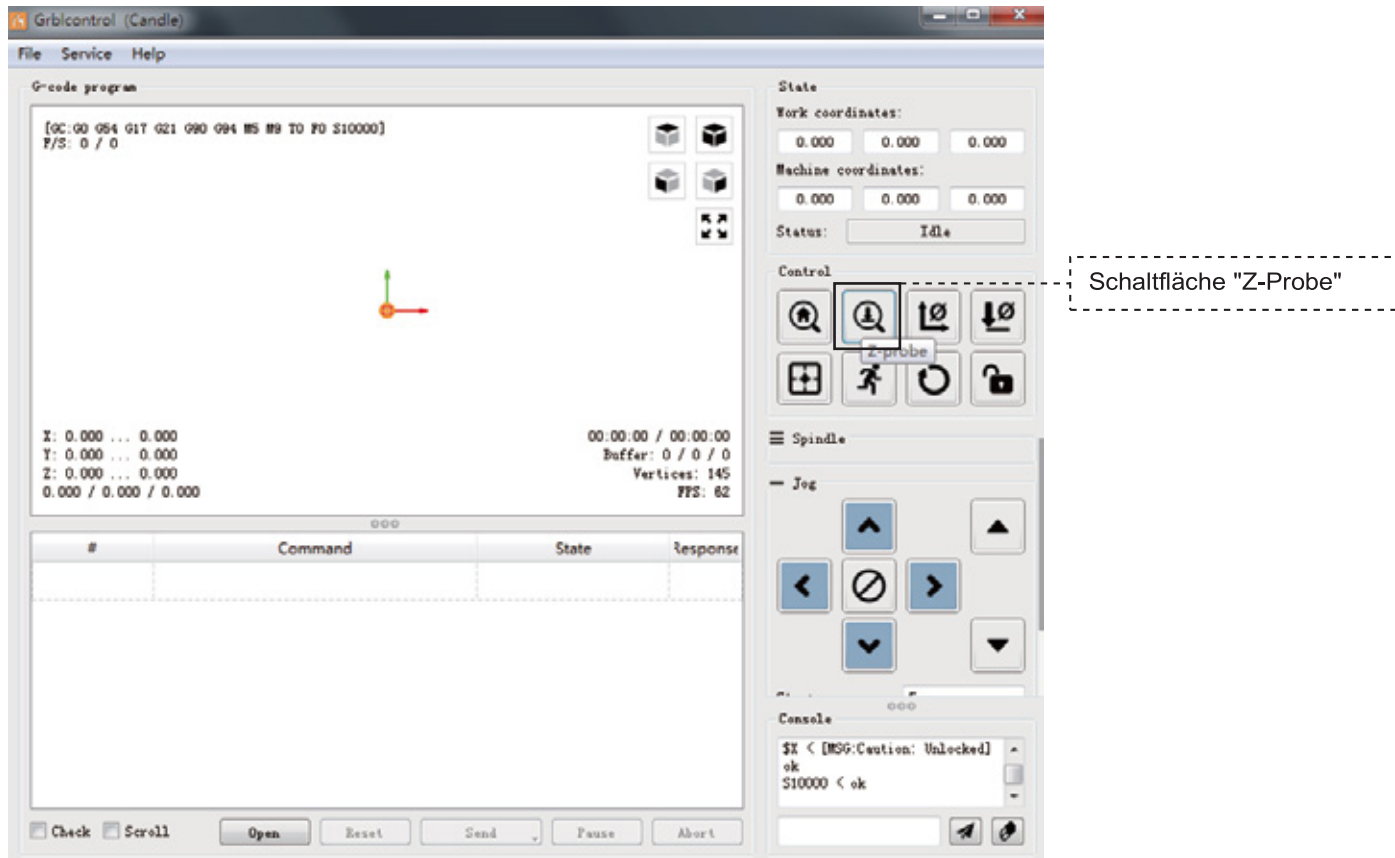 Grblcontrol (Candle)
File Service Help
G-code program
[GC:G0 G54 G17 G21 G90 G94 M5 M9 T0 F0 S10000]
F/S: 0 / 0
X: 0.000 ... 0.000
Y: 0.000 ... 0.000
Z: 0.000 ... 0.000
0.000 / 0.000 / 0.000
00:00:00 / 00:00:00
Buffer: 0 / 0 / 0
Vertices: 145
FPS: 62
# Command State Response
Check Scroll Open Reset Send Pause Abort
State
Work coordinates:
0.000 0.000 0.000
Machine coordinates:
0.000 0.000 0.000
Status: Idle
Control
Z-probe
Spindle
Jog
Console
$X < [MSG:Caution: Unlocked]
ok
S10000 < ok
Schaltfläche "Z-Probe"